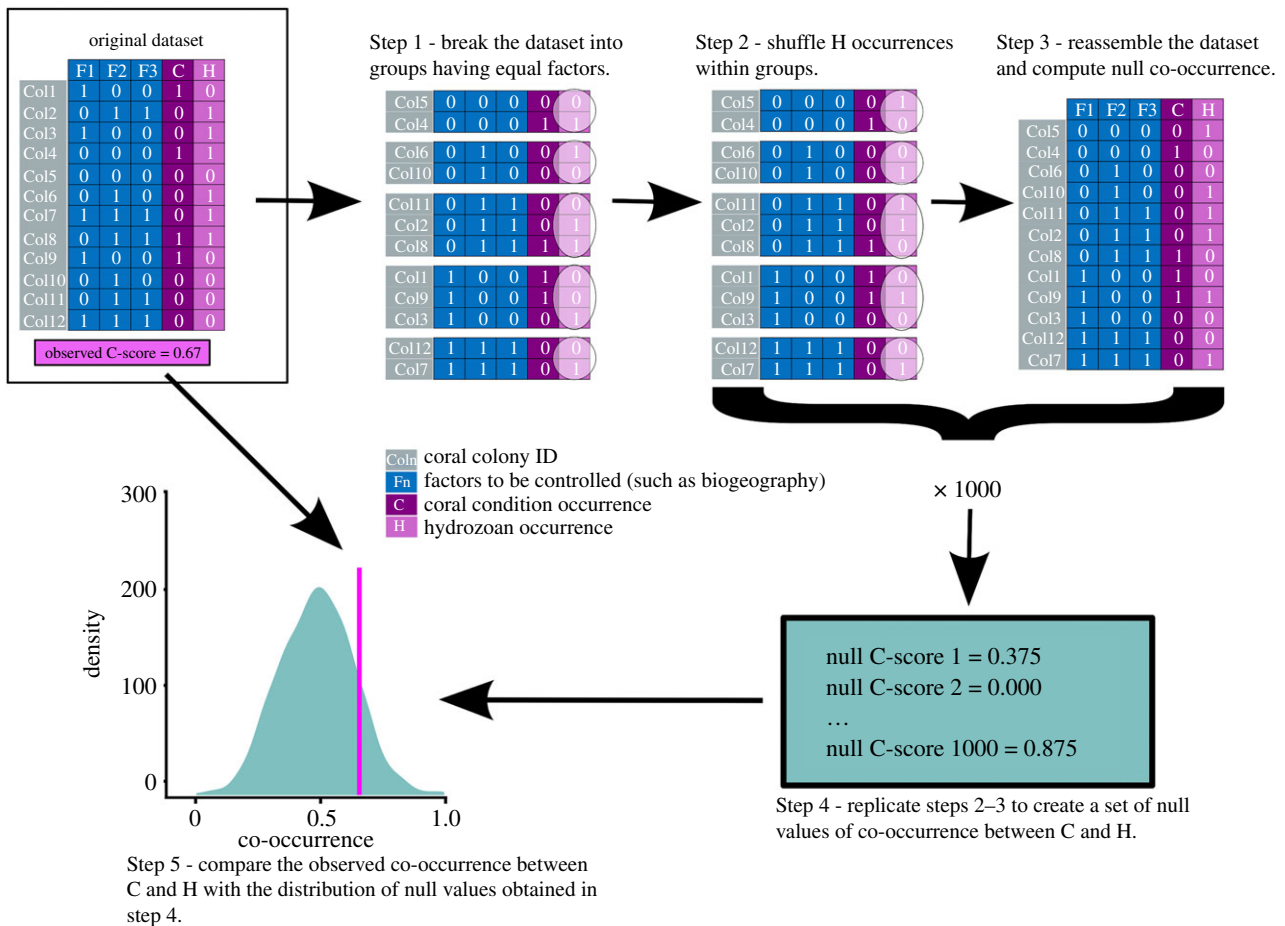 original dataset
F1 F2 F3 C H
Col1 1 0 0 1 0
Col2 0 1 1 0 1
Col3 1 0 0 0 1
Col4 0 0 0 1 1
Col5 0 0 0 0 0
Col6 0 1 0 0 1
Col7 1 1 1 0 1
Col8 0 1 1 1 1
Col9 1 0 0 1 0
Col10 0 1 0 0 0
Col11 0 1 1 0 0
Col12 1 1 1 0 0
observed C-score = 0.67
Step 1 - break the dataset into
groups having equal factors.
Col5 0 0 0 0 0
Col4 0 0 0 1 1
Col6 0 1 0 0 1
Col10 0 1 0 0 0
Col11 0 1 1 0 0
Col2 0 1 1 0 1
Col8 0 1 1 1 1
Col1 1 0 0 1 0
Col9 1 0 0 1 0
Col3 1 0 0 0 1
Col12 1 1 1 0 0
Col7 1 1 1 0 1
Step 2 - shuffle H occurrences
within groups.
Col5 0 0 0 0 1
Col4 0 0 0 1 0
Col6 0 1 0 0 0
Col10 0 1 0 0 1
Col11 0 1 1 0 1
Col2 0 1 1 0 1
Col8 0 1 1 1 0
Col1 1 0 0 1 0
Col9 1 0 0 1 1
Col3 1 0 0 0 0
Col12 1 1 1 0 0
Col7 1 1 1 0 1
Step 3 - reassemble the dataset
and compute null co-occurrence.
F1 F2 F3 C H
Col5 0 0 0 0 1
Col4 0 0 0 1 0
Col6 0 1 0 0 0
Col10 0 1 0 0 1
Col11 0 1 1 0 1
Col2 0 1 1 0 1
Col8 0 1 1 1 0
Col1 1 0 0 1 0
Col9 1 0 0 1 1
Col3 1 0 0 0 0
Col12 1 1 1 0 0
Col7 1 1 1 0 1
Coln coral colony ID
Fn factors to be controlled (such as biogeography)
C coral condition occurrence
H hydrozoan occurrence
× 1000
null C-score 1 = 0.375
null C-score 2 = 0.000
…
null C-score 1000 = 0.875
Step 4 - replicate steps 2–3 to create a set of null
values of co-occurrence between C and H.
300
200
100
0
density
0 0.5 1.0
co-occurrence
Step 5 - compare the observed co-occurrence between
C and H with the distribution of null values obtained in
step 4.